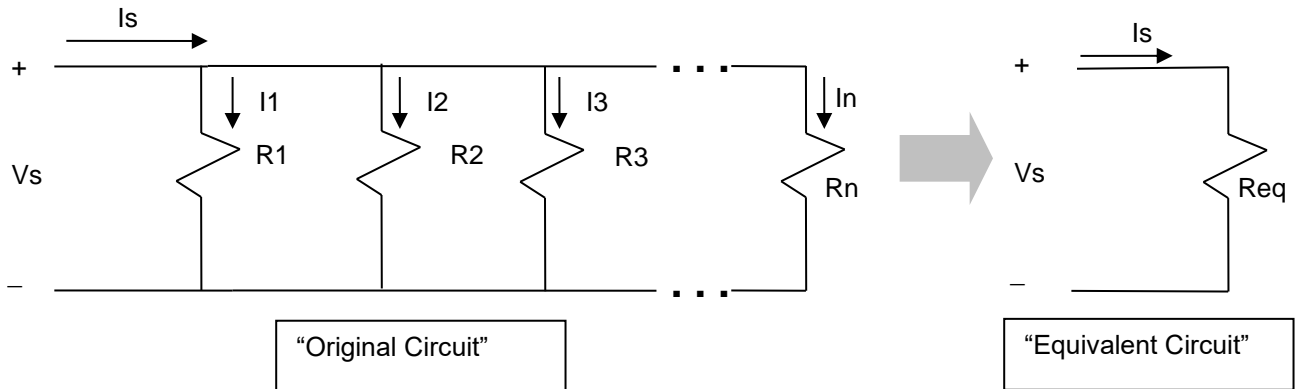 Is
Is
+
+
I1
I2
I3
In
R1
R2
R3
Vs
Rn
Vs
Req
–
–
. . .
. . .
“Original Circuit”
“Equivalent Circuit”